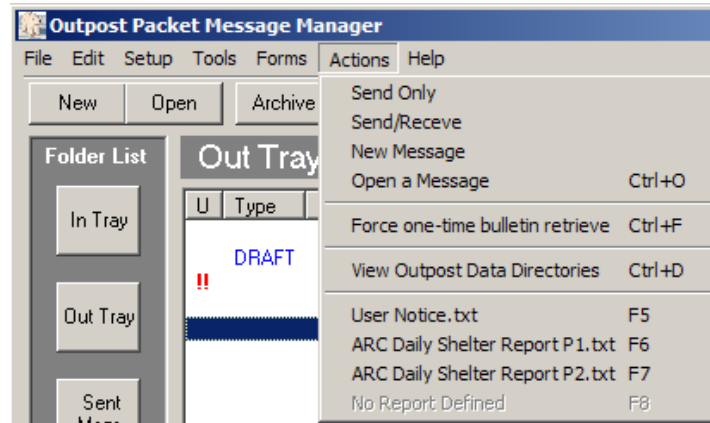 Outpost Packet Message Manager
File Edit Setup Tools Forms Actions Help
New Open Archive
Folder List
In Tray
Out Tray
Sent
Out Tray
U Type
DRAFT
!!
Send Only
Send/Receve
New Message
Open a Message Ctrl+O
Force one-time bulletin retrieve Ctrl+F
View Outpost Data Directories Ctrl+D
User Notice.txt F5
ARC Daily Shelter Report P1.txt F6
ARC Daily Shelter Report P2.txt F7
No Report Defined F8